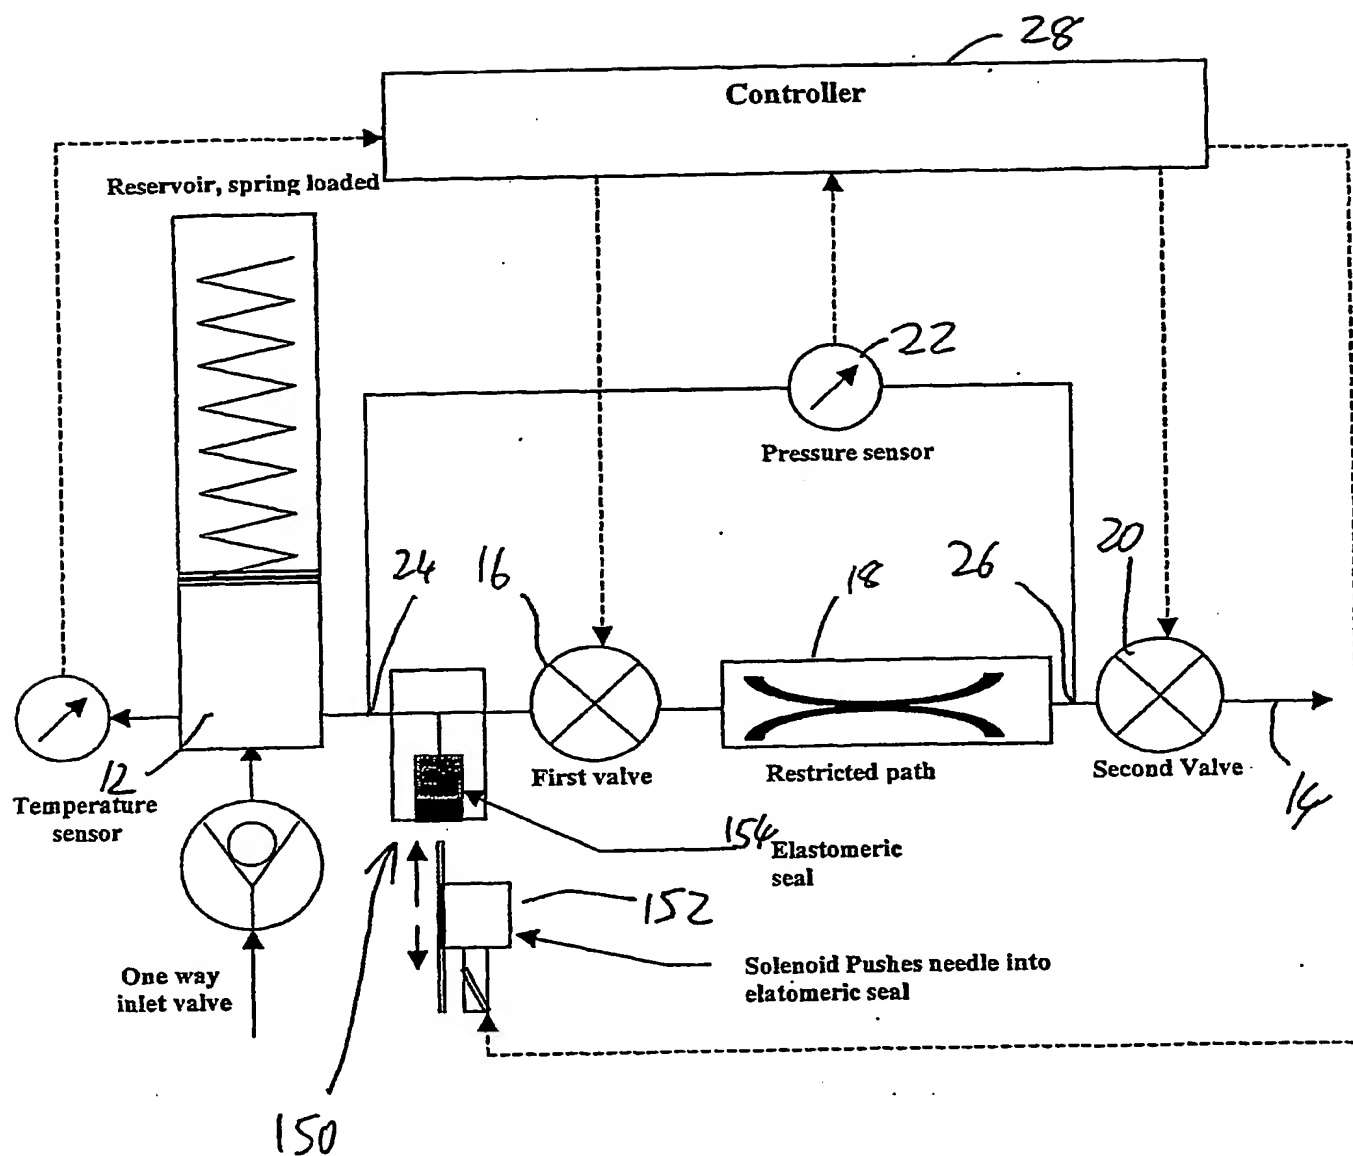 28
Controller
Reservoir, spring loaded
22
Pressure sensor
24
16
18
26
20
12
First valve
Restricted path
Second Valve
14
Temperature
sensor
154
Elastomeric
seal
152
One way
inlet valve
Solenoid Pushes needle into
elatomeric seal
150